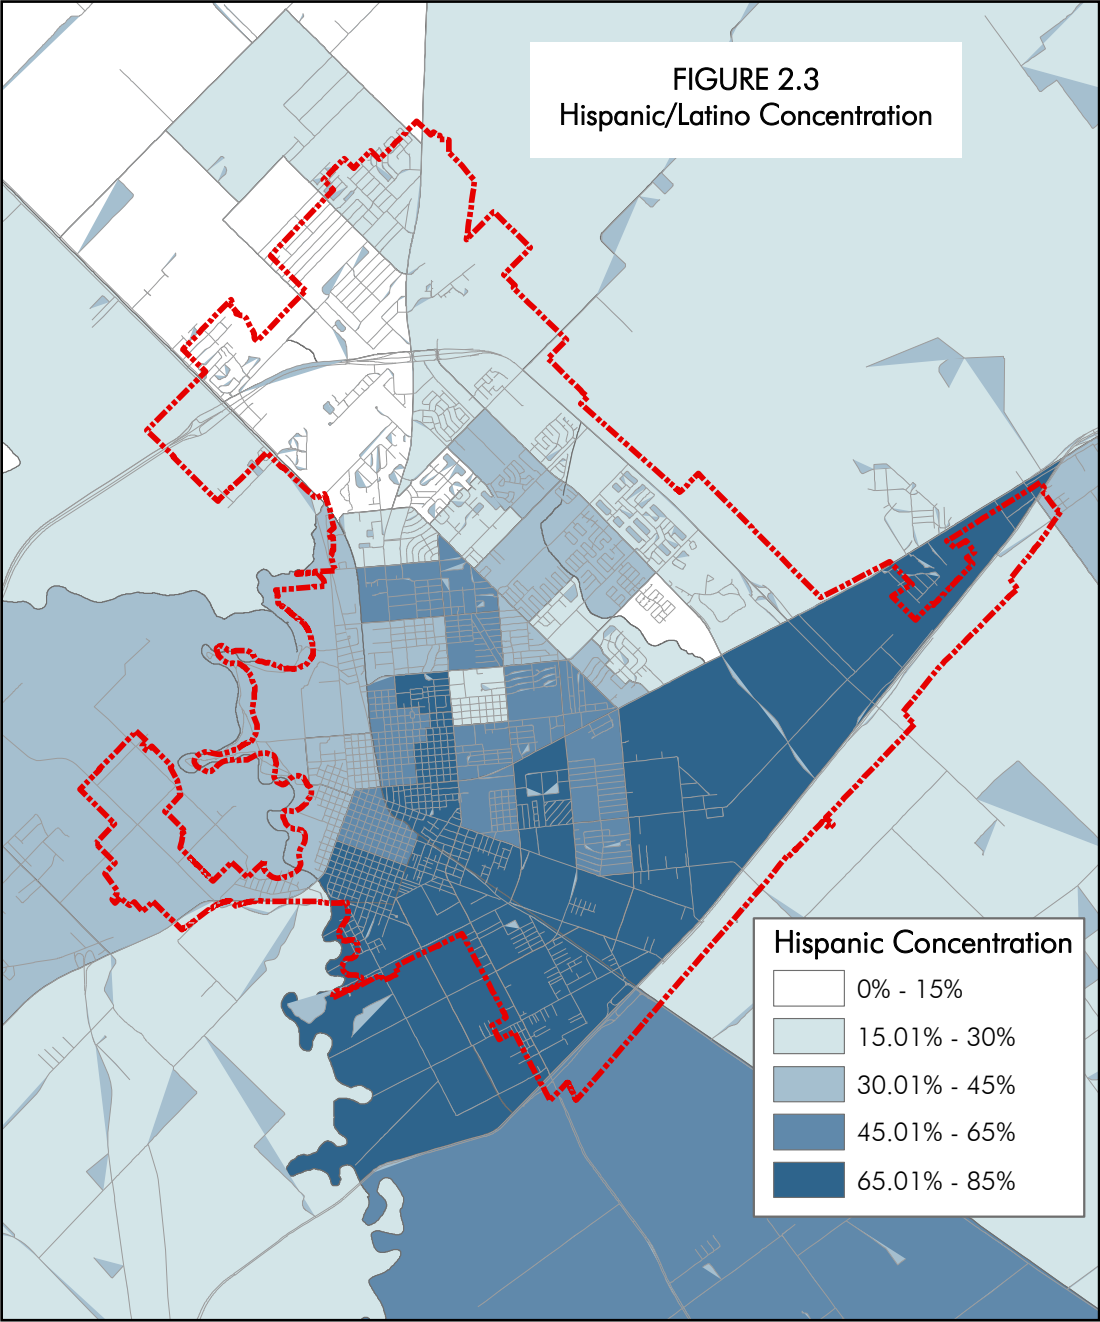 FIGURE 2.3
Hispanic/Latino Concentration
Hispanic Concentration
0% - 15%
15.01% - 30%
30.01% - 45%
45.01% - 65%
65.01% - 85%